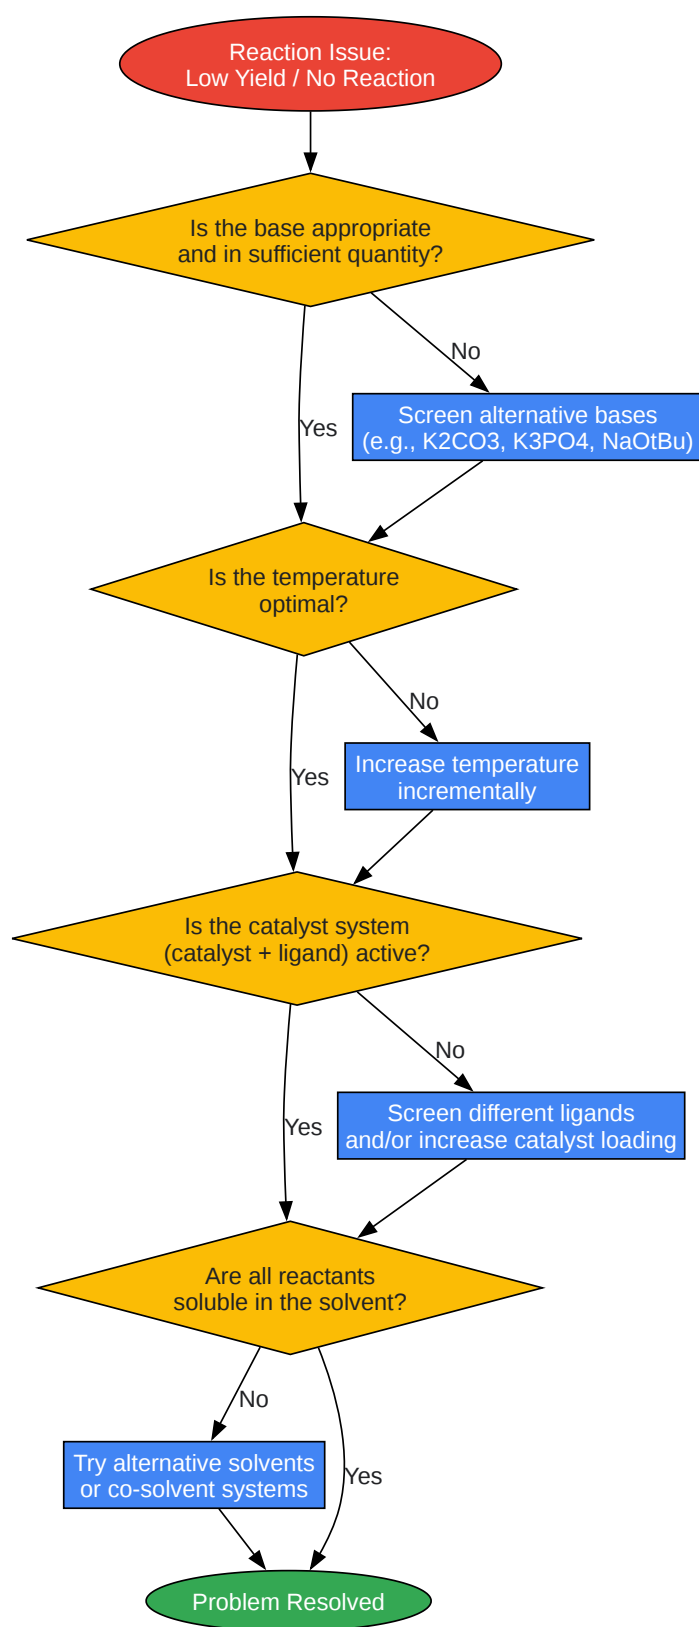 Reaction Issue:
Low Yield / No Reaction
Is the base appropriate
and in sufficient quantity?
No
Yes
Screen alternative bases
(e.g., K2CO3, K3PO4, NaOtBu)
Is the temperature
optimal?
No
Yes
Increase temperature
incrementally
Is the catalyst system
(catalyst + ligand) active?
No
Yes
Screen different ligands
and/or increase catalyst loading
Are all reactants
soluble in the solvent?
No
Yes
Try alternative solvents
or co-solvent systems
Problem Resolved